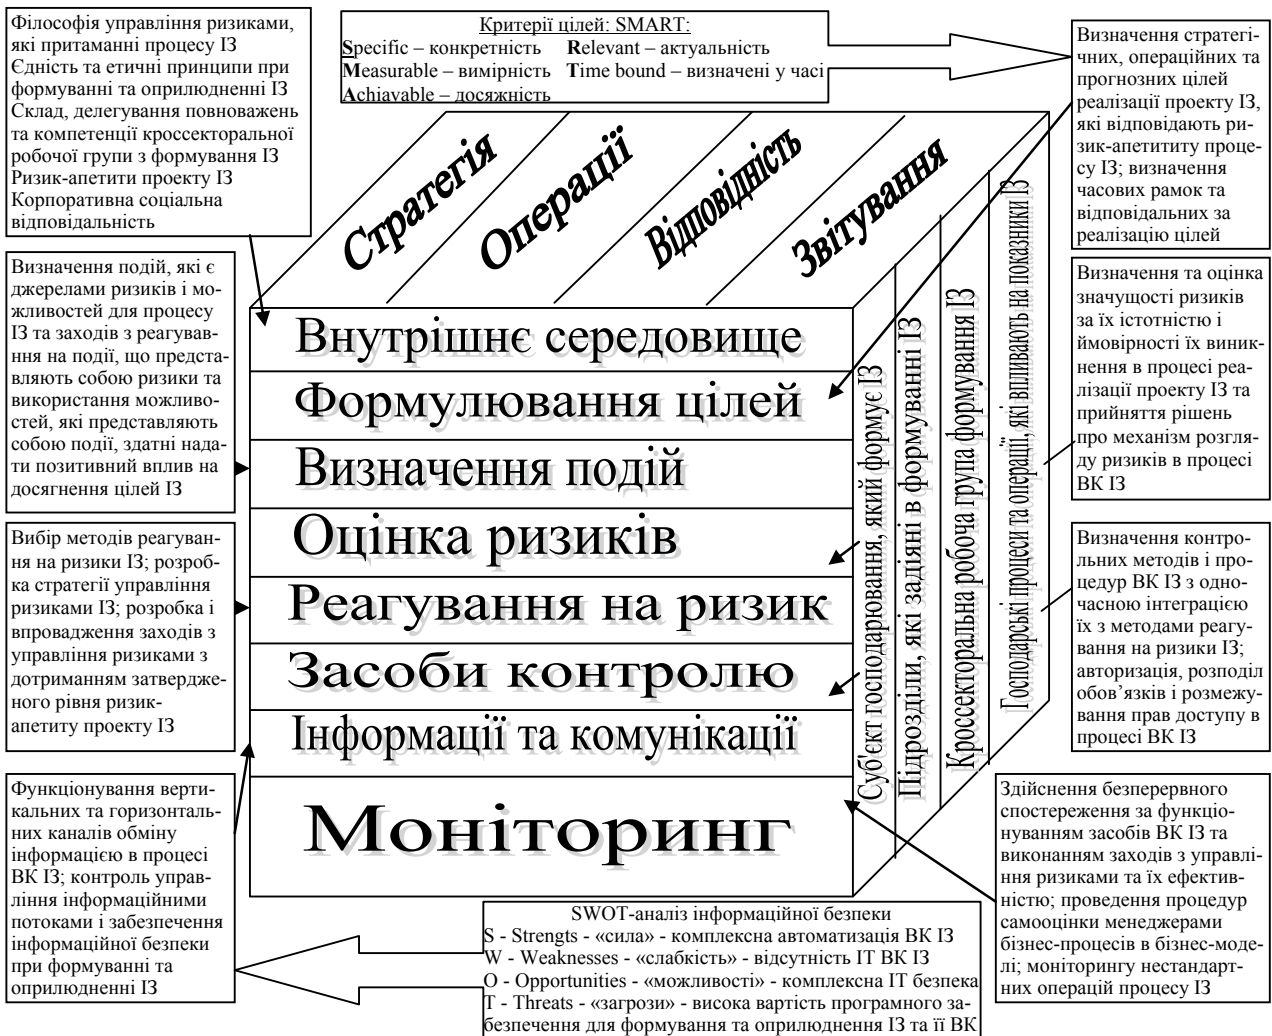 Філософія управління ризиками,
які притаманні процесу ІЗ
Єдність та етичні принципи при
формуванні та оприлюдненні ІЗ
Склад, делегування повноважень
та компетенції кроссекторальної
робочої групи з формування ІЗ
Ризик-апетити проекту ІЗ
Корпоративна соціальна
відповідальність
Критерії цілей: SMART:
Specific – конкретність Relevant – актуальність
Measurable – вимірність Time bound – визначені у часі
Achiavable – досяжність
Визначення стратегі-
чних, операційних та
прогнозних цілей
реалізації проекту ІЗ,
які відповідають ри-
зик-апетититу проце-
су ІЗ; визначення
часових рамок та
відповідальних за
реалізацію цілей
Стратегія
Операції
Відповідність
Звітування
Визначення подій, які є
джерелами ризиків і мо-
жливостей для процесу
ІЗ та заходів з реагуван-
ня на події, що предста-
вляють собою ризики та
використання можливо-
стей, які представляють
собою події, здатні нада-
ти позитивний вплив на
досягнення цілей ІЗ
Внутрішнє середовище
Формулювання цілей
Визначення подій
Оцінка ризиків
Реагування на ризик
Засоби контролю
Інформації та комунікації
Моніторинг
Суб'єкт господарювання, який формує ІЗ
Підрозділи, які задіяні в формуванні ІЗ
Кроссекторальна робоча група формування ІЗ
Господарські процеси та операції, які впливають на показники ІЗ
Визначення та оцінка
значущості ризиків
за їх істотністю і
ймовірності їх виник-
нення в процесі реа-
лізації проекту ІЗ та
прийняття рішень
про механізм розгля-
ду ризиків в процесі
ВК ІЗ
Вибір методів реагуван-
ня на ризики ІЗ; розроб-
ка стратегії управління
ризиками ІЗ; розробка і
впровадження заходів з
управління ризиками з
дотриманням затвердже-
ного рівня ризик-
апетиту проекту ІЗ
Визначення контро-
льних методів і про-
цедур ВК ІЗ з одно-
часною інтеграцією
їх з методами реагу-
вання на ризики ІЗ;
авторизація, розподіл
обов’язків і розмежу-
вання прав доступу в
процесі ВК ІЗ
Функціонування верти-
кальних та горизонталь-
них каналів обміну
інформацією в процесі
ВК ІЗ; контроль управ-
ління інформаційними
потоками і забезпечення
інформаційної безпеки
при формуванні та
оприлюдненні ІЗ
Здійснення безперервного
спостереження за функціо-
нуванням засобів ВК ІЗ та
виконанням заходів з управлі-
ння ризиками та їх ефектив-
ністю; проведення процедур
самооцінки менеджерами
бізнес-процесів в бізнес-моде-
лі; моніторингу нестандарт-
них операцій процесу ІЗ
SWOT-аналіз інформаційної безпеки
S - Strengts - «сила» - комплексна автоматизація ВК ІЗ
W - Weaknesses - «слабкість» - відсутність ІТ ВК ІЗ
O - Opportunities - «можливості» - комплексна ІТ безпека
T - Threats - «загрози» - висока вартість програмного за-
безпечення для формування та оприлюднення ІЗ та її ВК